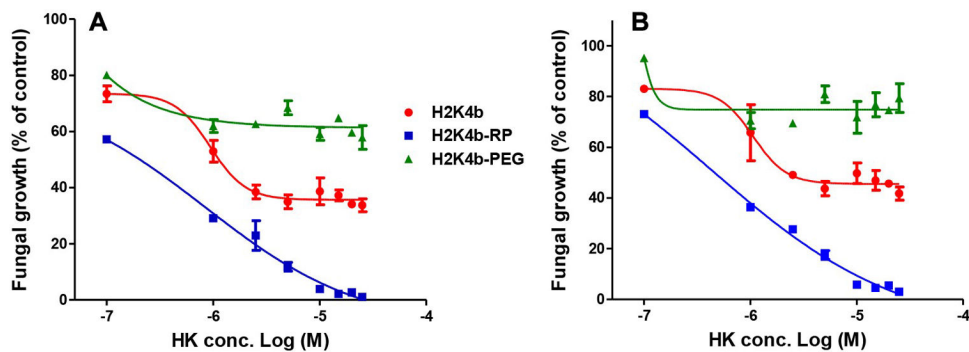 A
Fungal growth (% of control)
100
80
60
40
20
0
-7
-6
-5
-4
HK conc. Log (M)
H2K4b
H2K4b-RP
H2K4b-PEG
B
Fungal growth (% of control)
100
80
60
40
20
0
-7
-6
-5
-4
HK conc. Log (M)